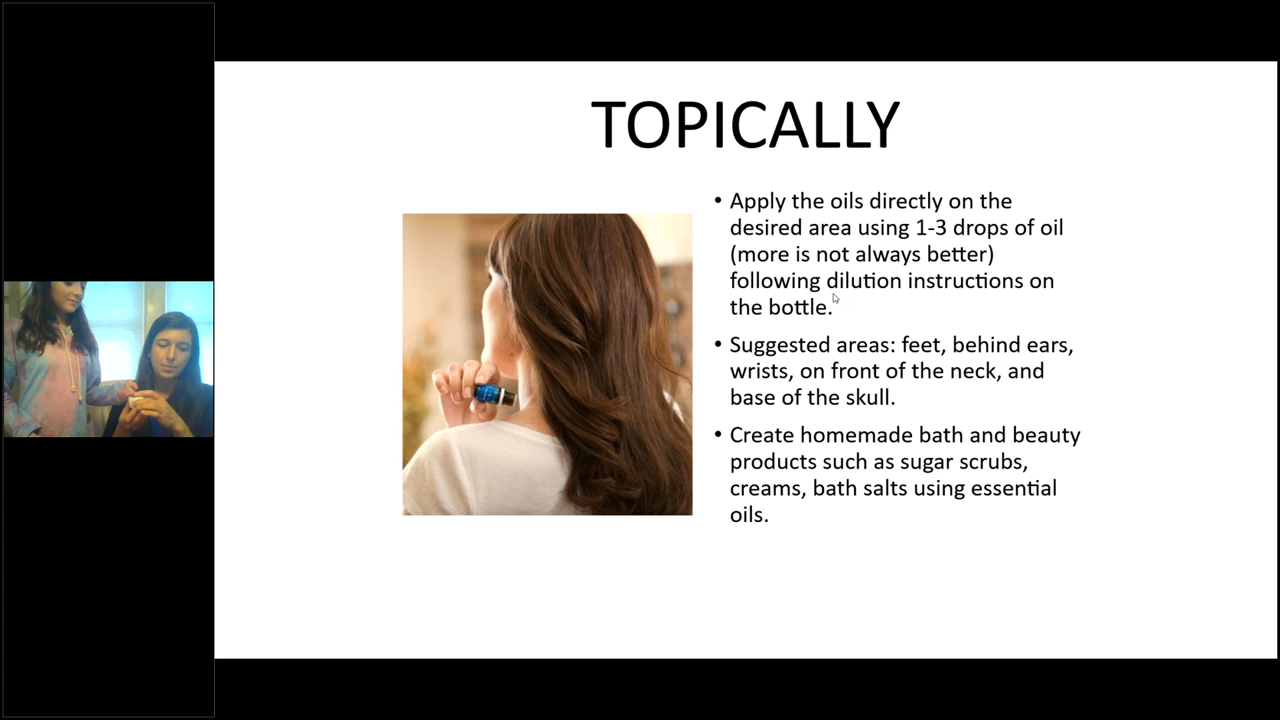 TOPICALLY
• Apply the oils directly on the
desired area using 1-3 drops of oil
(more is not always better)
following dilution instructions on
the bottle.
• Suggested areas: feet, behind ears,
wrists, on front of the neck, and
base of the skull.
• Create homemade bath and beauty
products such as sugar scrubs,
creams, bath salts using essential
oils.